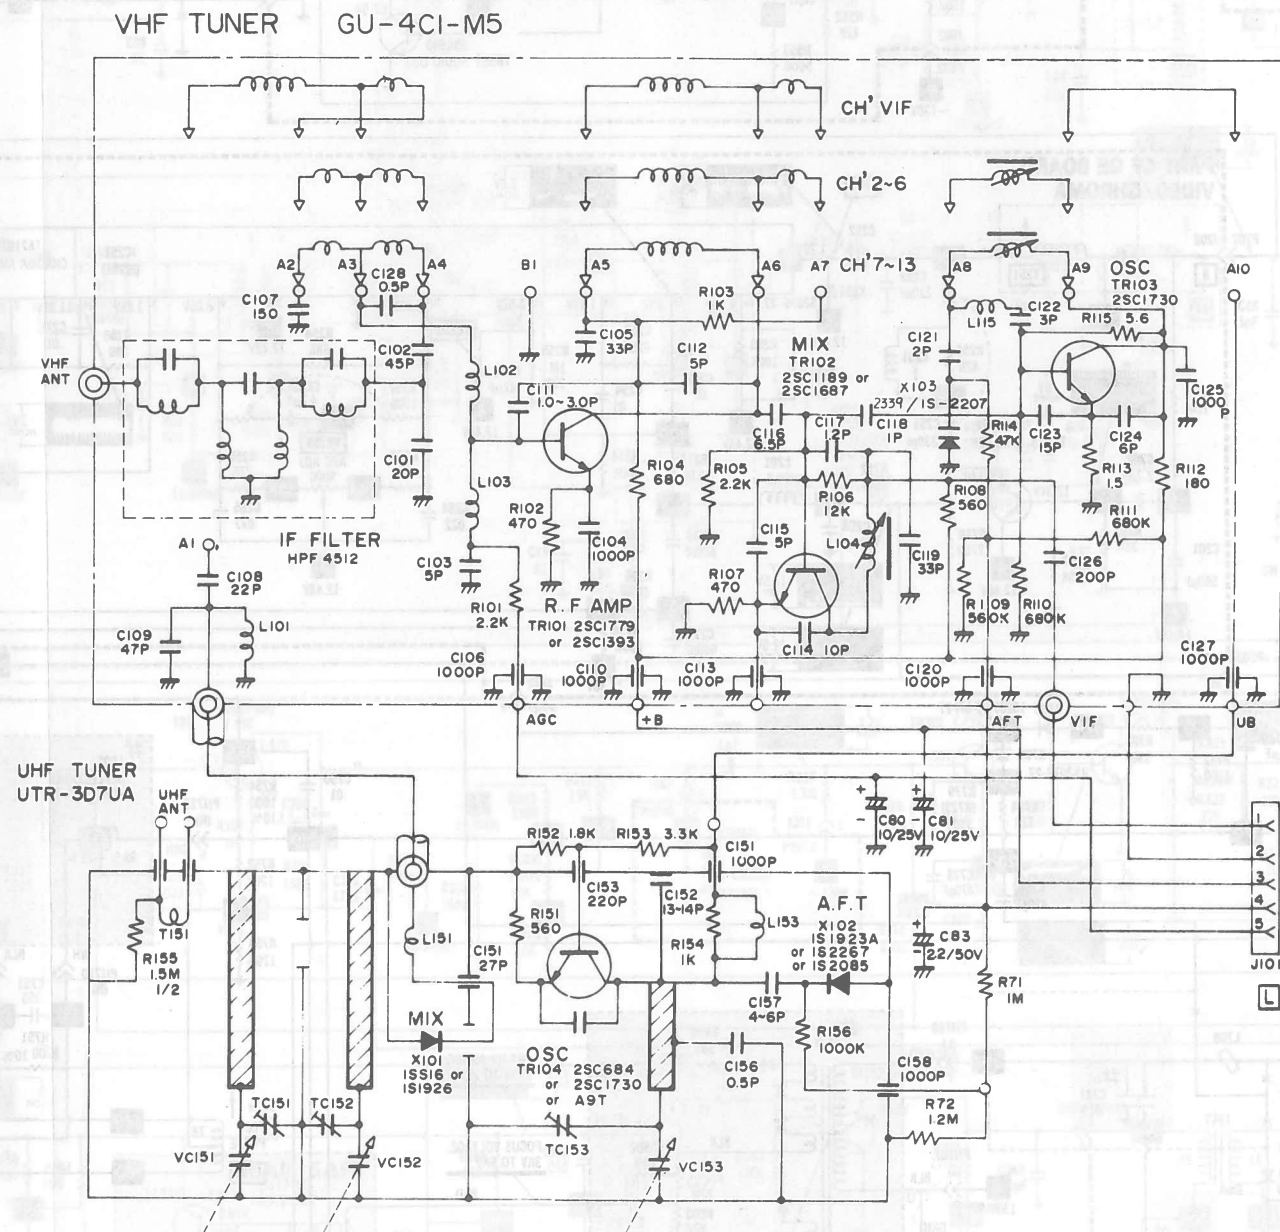 VHF TUNER GU-4C1-M5
CH' VIF
CH' 2~6
CH' 7~13
A2
A3
A4
B1
A5
A6
A7
A8
A9
A10
C107
150
C128
0.5P
C102
45P
C101
20P
VHF
ANT
IF FILTER
HPF 4512
A1
C108
22P
C109
47P
L101
L102
L103
C103
5P
C111
1.0~3.0P
C105
33P
R103
1K
C112
5P
R102
470
C104
1000P
R101
2.2K
R.F AMP
TR101 2SC1779
or 2SC1393
R104
680
R105
2.2K
MIX
TR102
2SC1189 or
2SC1687
C116
6.5P
C117
1.2P
C118
1P
R106
12K
L104
C115
5P
R107
470
C114 10P
C119
33P
X103
2339/1S-2207
C121
2P
L115
C122
3P
OSC
TR103
2SC1730
R115 5.6
C125
1000
P
R114
47K
C123
15P
C124
6P
R113
1.5
R112
180
R111
680K
R108
560
R109
560K
R110
680K
C126
200P
C106
1000P
C110
1000P
C113
1000P
C120
1000P
C127
1000P
AGC
+B
AFT
VIF
UB
UHF TUNER
UTR-3D7UA
UHF
ANT
T151
R155
1.5M
1/2
L151
C151
27P
MIX
X101
1SS16 or
1S1926
R152 1.8K
R153 3.3K
C153
220P
R151
560
C151
1000P
C152
13-14P
R154
1K
L153
A.F.T
X102
1S1923A
or 1S2267
or 1S2085
C157
4~6P
R156
1000K
C156
0.5P
C158
1000P
OSC
TR104 2SC684
or 2SC1730
or A9T
TC151
TC152
TC153
VC151
VC152
VC153
+
-
C80
10/25V
+
-
C81
10/25V
+
-
C83
22/50V
R71
1M
R72
1.2M
1
2
3
4
5
J101
L